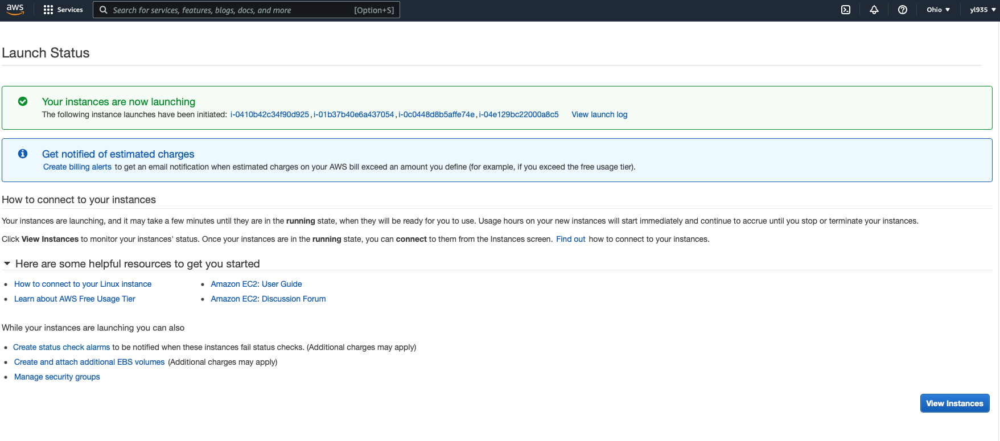 aws Services Search for services, features, blogs, docs, and more [Option+S] Ohio ▼ yl935 ▼
Launch Status
Your instances are now launching
The following instance launches have been initiated: i-0410b42c34f90d925, i-01b37b40e6a437054, i-0c0448d8b5affe74e, i-04e129bc22000a8c5 View launch log
Get notified of estimated charges
Create billing alerts to get an email notification when estimated charges on your AWS bill exceed an amount you define (for example, if you exceed the free usage tier).
How to connect to your instances
Your instances are launching, and it may take a few minutes until they are in the running state, when they will be ready for you to use. Usage hours on your new instances will start immediately and continue to accrue until you stop or terminate your instances.
Click View Instances to monitor your instances' status. Once your instances are in the running state, you can connect to them from the Instances screen. Find out how to connect to your instances.
Here are some helpful resources to get you started
• How to connect to your Linux instance • Amazon EC2: User Guide
• Learn about AWS Free Usage Tier • Amazon EC2: Discussion Forum
While your instances are launching you can also
• Create status check alarms to be notified when these instances fail status checks. (Additional charges may apply)
• Create and attach additional EBS volumes (Additional charges may apply)
• Manage security groups
View Instances